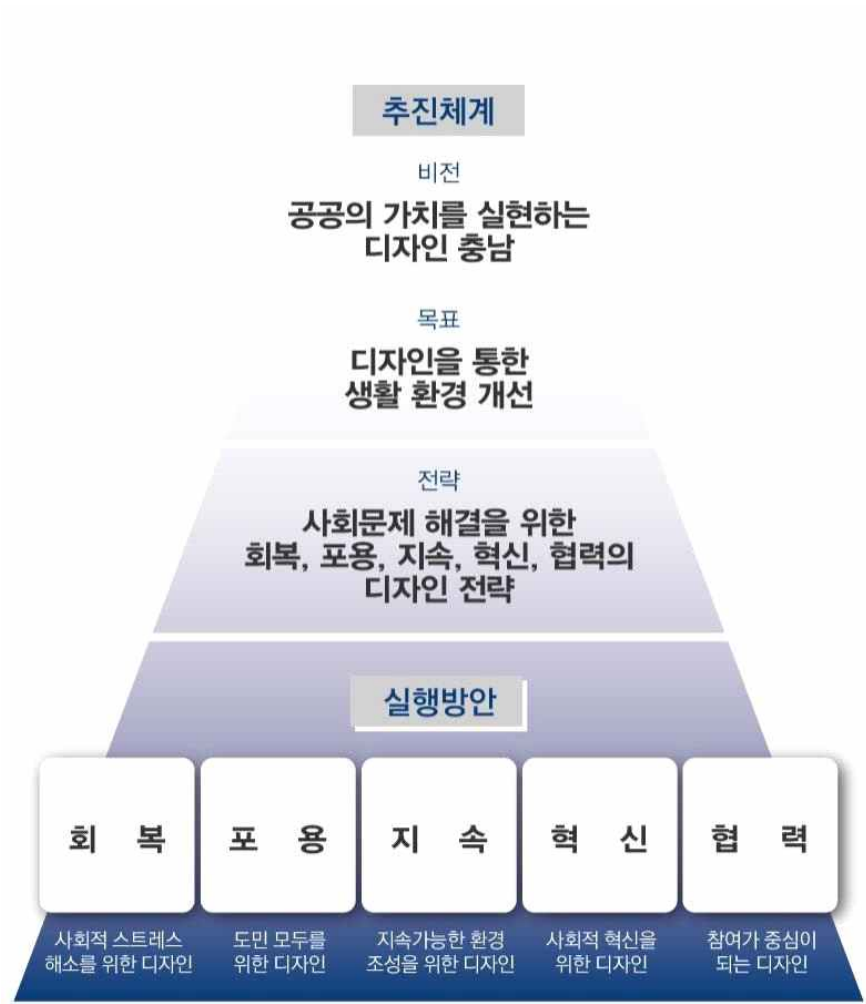 추진체계
비전
공공의 가치를 실현하는
디자인 충남
목표
디자인을 통한
생활 환경 개선
전략
사회문제 해결을 위한
회복, 포용, 지속, 혁신, 협력의
디자인 전략
실행방안
회 복
포 용
지 속
혁 신
협 력
사회적 스트레스
해소를 위한 디자인
도민 모두를
위한 디자인
지속가능한 환경
조성을 위한 디자인
사회적 혁신을
위한 디자인
참여가 중심이
되는 디자인